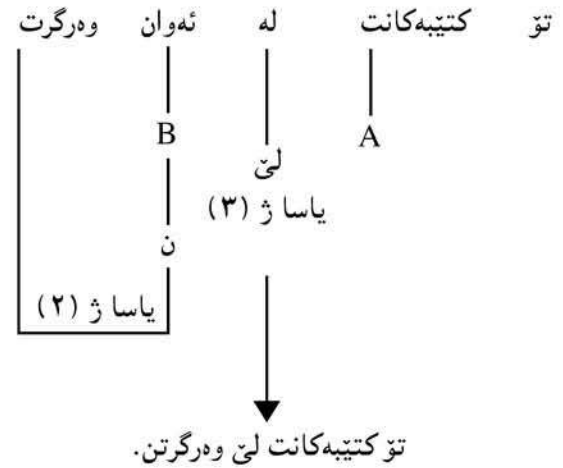 تۆ کتێبەکانت لە ئەوان وەرگرت
A
B
لێ
یاسا ژ (٣)
ن
یاسا ژ (٢)
تۆ کتێبەکانت لێ وەرگرتن.